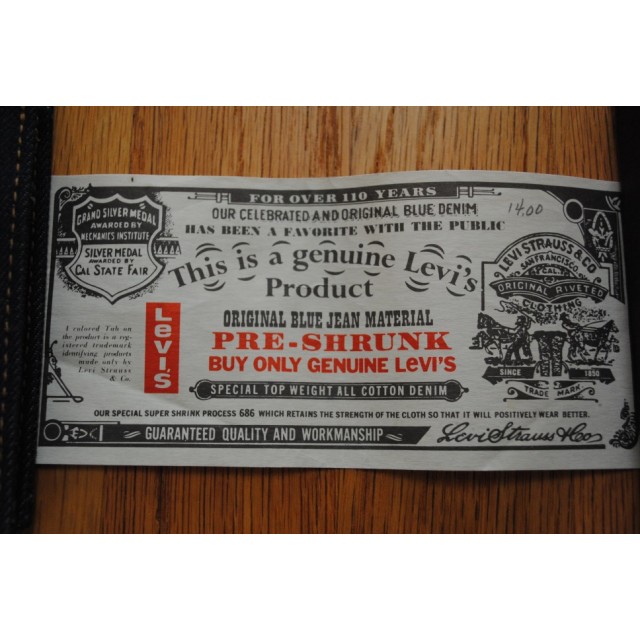 FOR OVER 110 YEARS
OUR CELEBRATED AND ORIGINAL BLUE DENIM
14.00
HAS BEEN A FAVORITE WITH THE PUBLIC
This is a genuine Levi's
Product
GRAND SILVER MEDAL
AWARDED BY
MECHANICS INSTITUTE
SILVER MEDAL
AWARDED BY
CAL STATE FAIR
A colored Tab on
the product is a reg-
istered trademark
identifying products
made only by
Levi Strauss
& Co.
LEVI'S
ORIGINAL BLUE JEAN MATERIAL
PRE-SHRUNK
BUY ONLY GENUINE LEVI'S
SPECIAL TOP WEIGHT ALL COTTON DENIM
LEVI STRAUSS & CO
SAN FRANCISCO,
CAL.
ORIGINAL RIVETED
CLOTHING
SINCE 1850
TRADE MARK
OUR SPECIAL SUPER SHRINK PROCESS 686 WHICH RETAINS THE STRENGTH OF THE CLOTH SO THAT IT WILL POSITIVELY WEAR BETTER.
GUARANTEED QUALITY AND WORKMANSHIP
Levi Strauss & Co